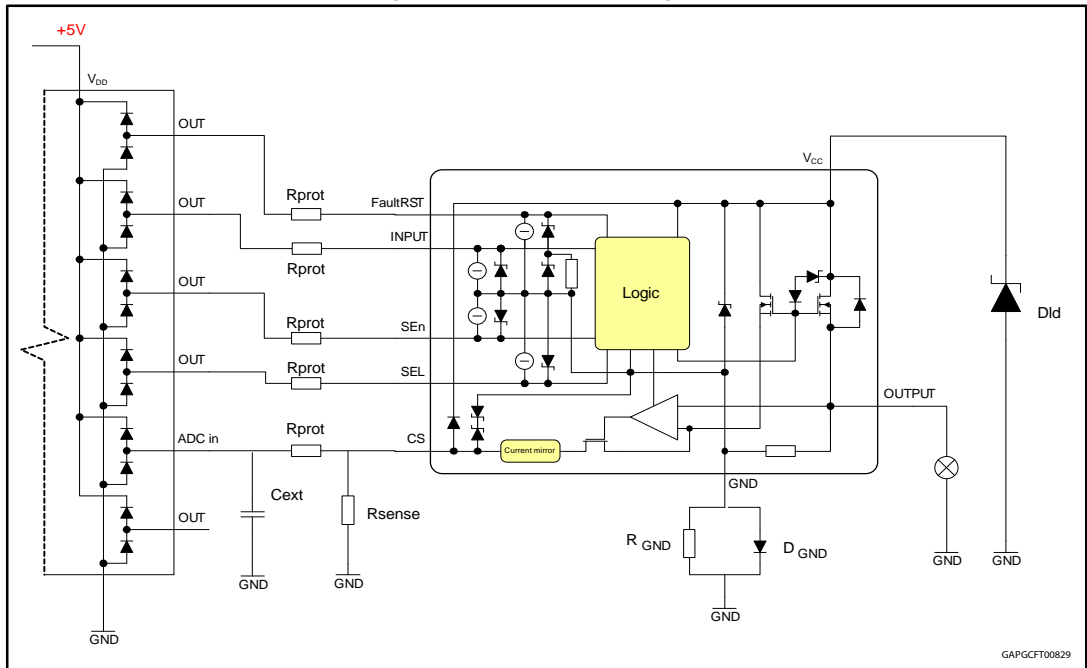 +5V
VDD
OUT
VCC
OUT
Rprot
FaultRST
INPUT
Rprot
OUT
Logic
Dld
Rprot
SEn
OUT
Rprot
SEL
OUTPUT
ADC in
Rprot
CS
Current mirror
GND
Cext
Rsense
OUT
R GND
D GND
GND
GND
GND
GND
GND
GND
GAPGCFT00829